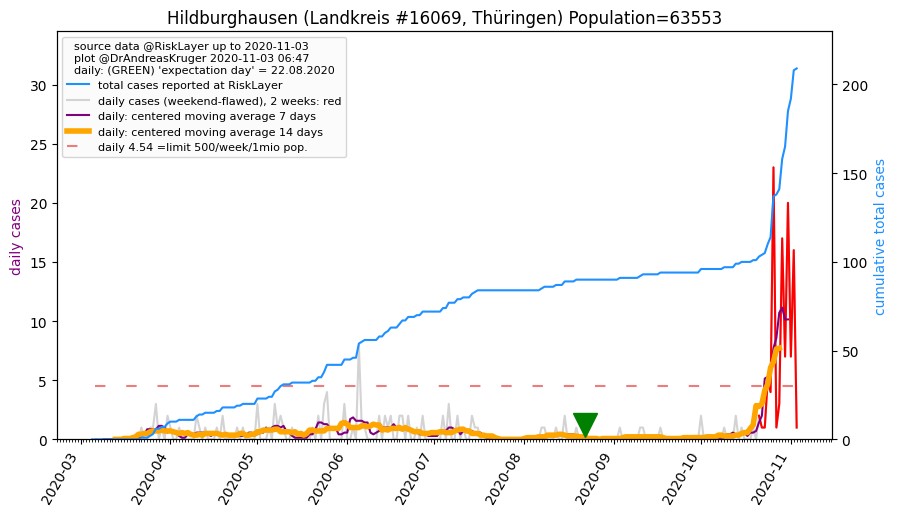 Hildburghausen (Landkreis #16069, Thüringen) Population=63553
source data @RiskLayer up to 2020-11-03
plot @DrAndreasKruger 2020-11-03 06:47
daily: (GREEN) 'expectation day' = 22.08.2020
total cases reported at RiskLayer
daily cases (weekend-flawed), 2 weeks: red
daily: centered moving average 7 days
daily: centered moving average 14 days
daily 4.54 =limit 500/week/1mio pop.
daily cases
30
25
20
15
10
5
0
cumulative total cases
200
150
100
50
0
2020-03
2020-04
2020-05
2020-06
2020-07
2020-08
2020-09
2020-10
2020-11